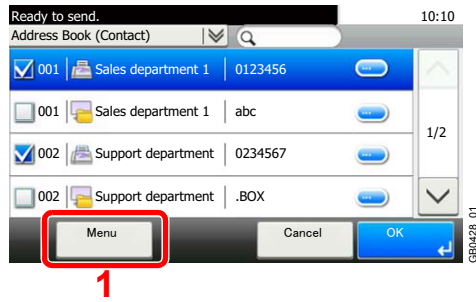 Ready to send. 10:10
Address Book (Contact)
001 Sales department 1 0123456
001 Sales department 1 abc
1/2
002 Support department 0234567
002 Support department .BOX
Menu Cancel OK
1
GB0428_01